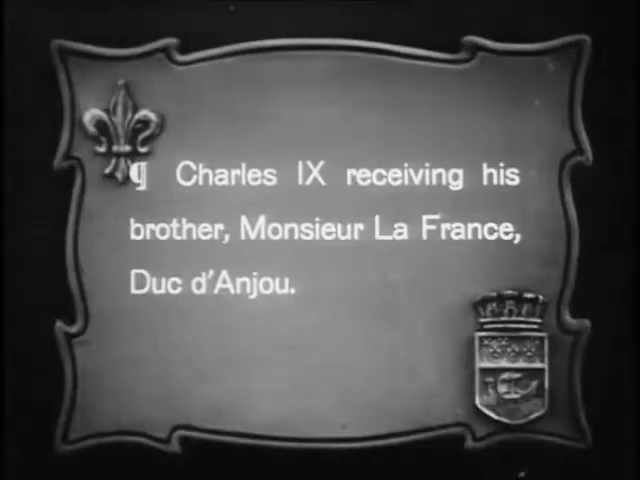 ¶ Charles IX receiving his
brother, Monsieur La France,
Duc d'Anjou.